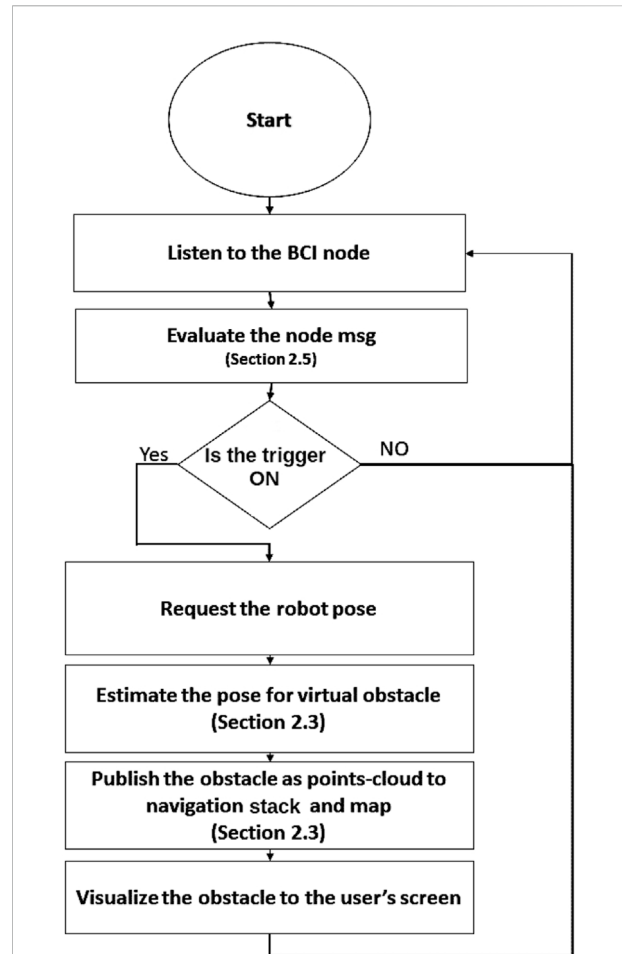 Start
Listen to the BCI node
Evaluate the node msg
(Section 2.5)
Yes
Is the trigger
ON
NO
Request the robot pose
Estimate the pose for virtual obstacle
(Section 2.3)
Publish the obstacle as points-cloud to
navigation stack and map
(Section 2.3)
Visualize the obstacle to the user's screen